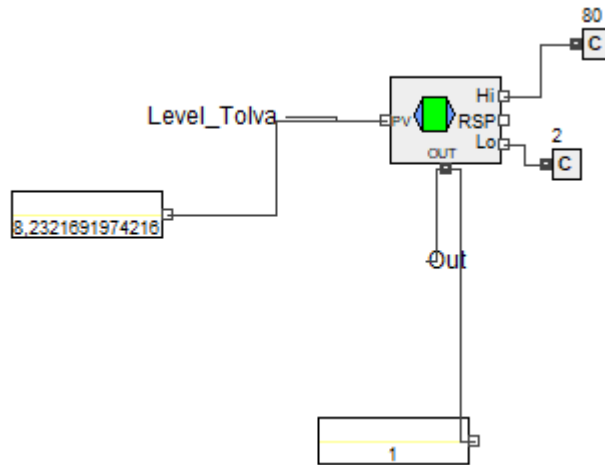 80
C
Hi
Level_Tolva
PV
RSP
Lo
2
C
OUT
8,2321691974216
Out
1